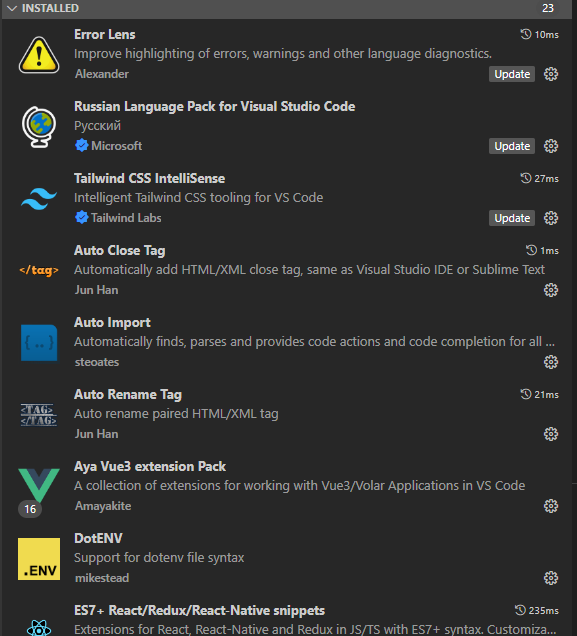 INSTALLED 23
Error Lens 10ms
Improve highlighting of errors, warnings and other language diagnostics.
Alexander Update
Russian Language Pack for Visual Studio Code
Русский
Microsoft Update
Tailwind CSS IntelliSense 27ms
Intelligent Tailwind CSS tooling for VS Code
Tailwind Labs Update
Auto Close Tag 1ms
</tag> Automatically add HTML/XML close tag, same as Visual Studio IDE or Sublime Text
Jun Han
Auto Import
{..} Automatically finds, parses and provides code actions and code completion for all ...
steoates
Auto Rename Tag 21ms
<TAG>
</TAG> Auto rename paired HTML/XML tag
Jun Han
Aya Vue3 extension Pack
A collection of extensions for working with Vue3/Volar Applications in VS Code
16 Amayakite
DotENV
Support for dotenv file syntax
.ENV mikestead
ES7+ React/Redux/React-Native snippets 235ms
Extensions for React, React-Native and Redux in JS/TS with ES7+ syntax. Customiza...